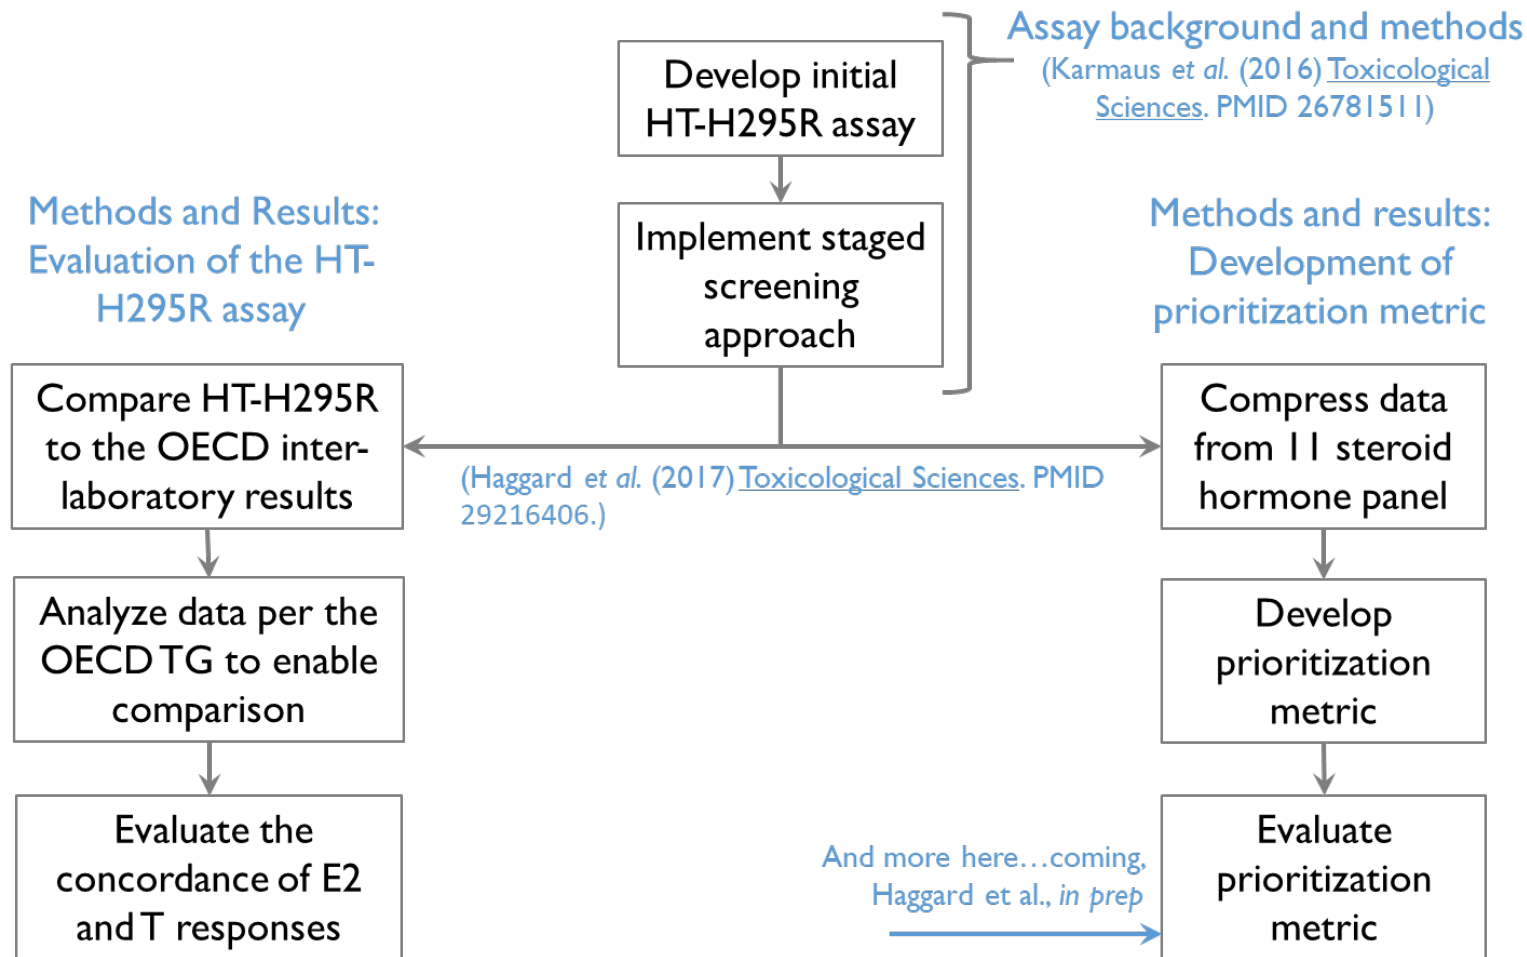 Develop initial
HT-H295R assay
Assay background and methods
(Karmaus et al. (2016) Toxicological
Sciences. PMID 26781511)
Implement staged
screening
approach
Methods and Results:
Evaluation of the HT-
H295R assay
Methods and results:
Development of
prioritization metric
Compare HT-H295R
to the OECD inter-
laboratory results
(Haggard et al. (2017) Toxicological Sciences. PMID
29216406.)
Compress data
from 11 steroid
hormone panel
Analyze data per the
OECD TG to enable
comparison
Develop
prioritization
metric
Evaluate the
concordance of E2
and T responses
And more here…coming,
Haggard et al., in prep
Evaluate
prioritization
metric